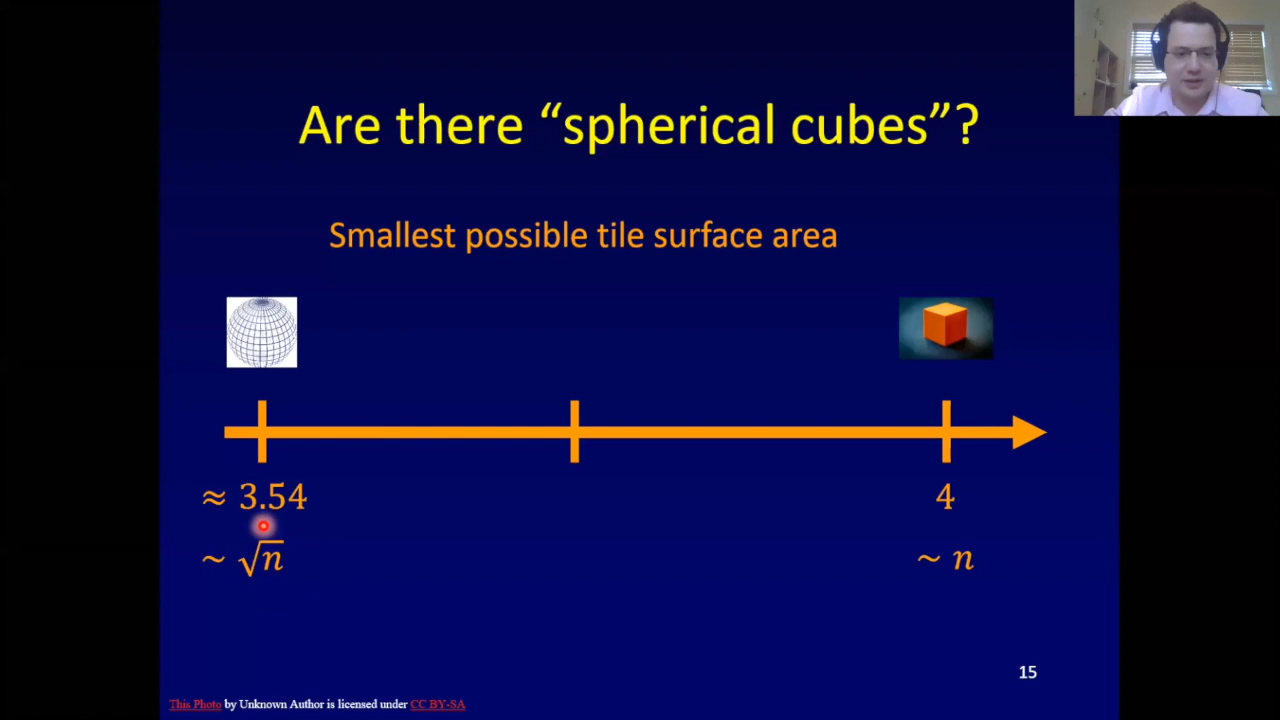 Are there “spherical cubes”?
Smallest possible tile surface area
≈ 3.54
4
~ √n
~ n
15
This Photo by Unknown Author is licensed under CC BY-SA